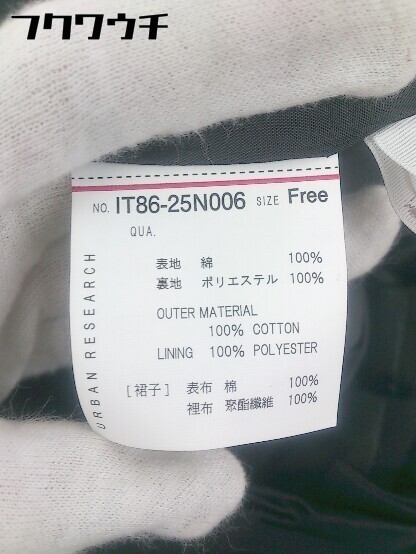 フクワウチ
NO. IT86-25N006 SIZE Free
QUA.
表地 綿 100%
裏地 ポリエステル 100%
OUTER MATERIAL
100% COTTON
LINING 100% POLYESTER
[裙子] 表布 棉 100%
裡布 聚酯纖維 100%
URBAN RESEARCH